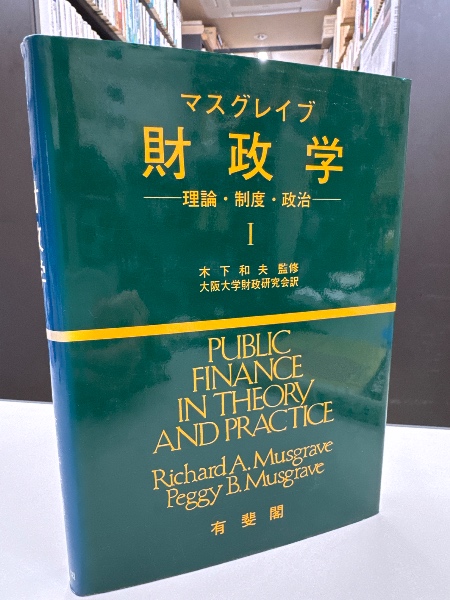 マスグレイブ
財政学
──理論・制度・政治──
I
木下和夫監修
大阪大学財政研究会訳
PUBLIC
FINANCE
IN THEORY
AND PRACTICE
Richard A. Musgrave
Peggy B. Musgrave
有斐閣